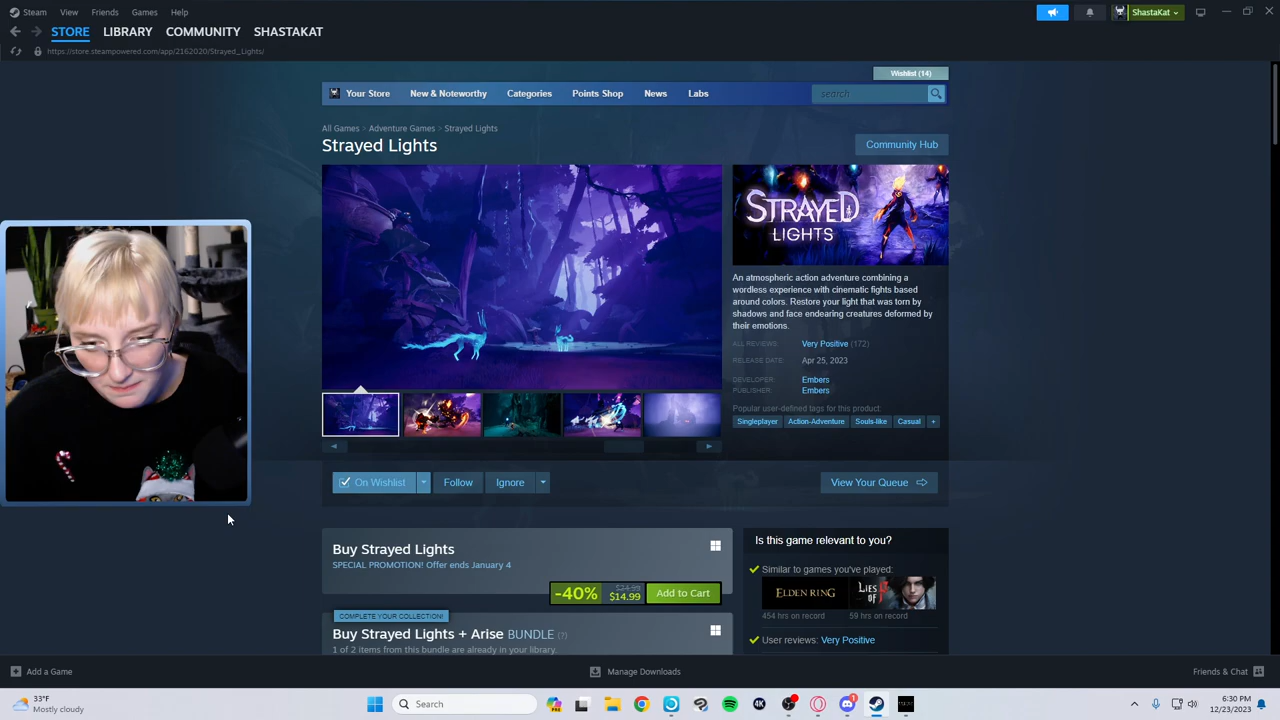 Steam View Friends Games Help
ShastaKat
STORE LIBRARY COMMUNITY SHASTAKAT
https://store.steampowered.com/app/2162020/Strayed_Lights/
Wishlist (14)
Your Store New & Noteworthy Categories Points Shop News Labs search
All Games > Adventure Games > Strayed Lights
Strayed Lights
Community Hub
STRAYED
LIGHTS
An atmospheric action adventure combining a
wordless experience with cinematic fights based
around colors. Restore your light that was torn by
shadows and face endearing creatures deformed by
their emotions.
ALL REVIEWS: Very Positive (172)
RELEASE DATE: Apr 25, 2023
DEVELOPER: Embers
PUBLISHER: Embers
Popular user-defined tags for this product:
Singleplayer Action-Adventure Souls-like Casual +
On Wishlist Follow Ignore View Your Queue
Buy Strayed Lights
SPECIAL PROMOTION! Offer ends January 4
-40% $24.99 $14.99 Add to Cart
COMPLETE YOUR COLLECTION!
Buy Strayed Lights + Arise BUNDLE (?)
1 of 2 items from this bundle are already in your library.
Is this game relevant to you?
Similar to games you've played:
ELDEN RING
LIES
OF P
454 hrs on record 59 hrs on record
User reviews: Very Positive
Add a Game Manage Downloads Friends & Chat
33°F
Mostly cloudy
Search
4K
1
6:30 PM
12/23/2023